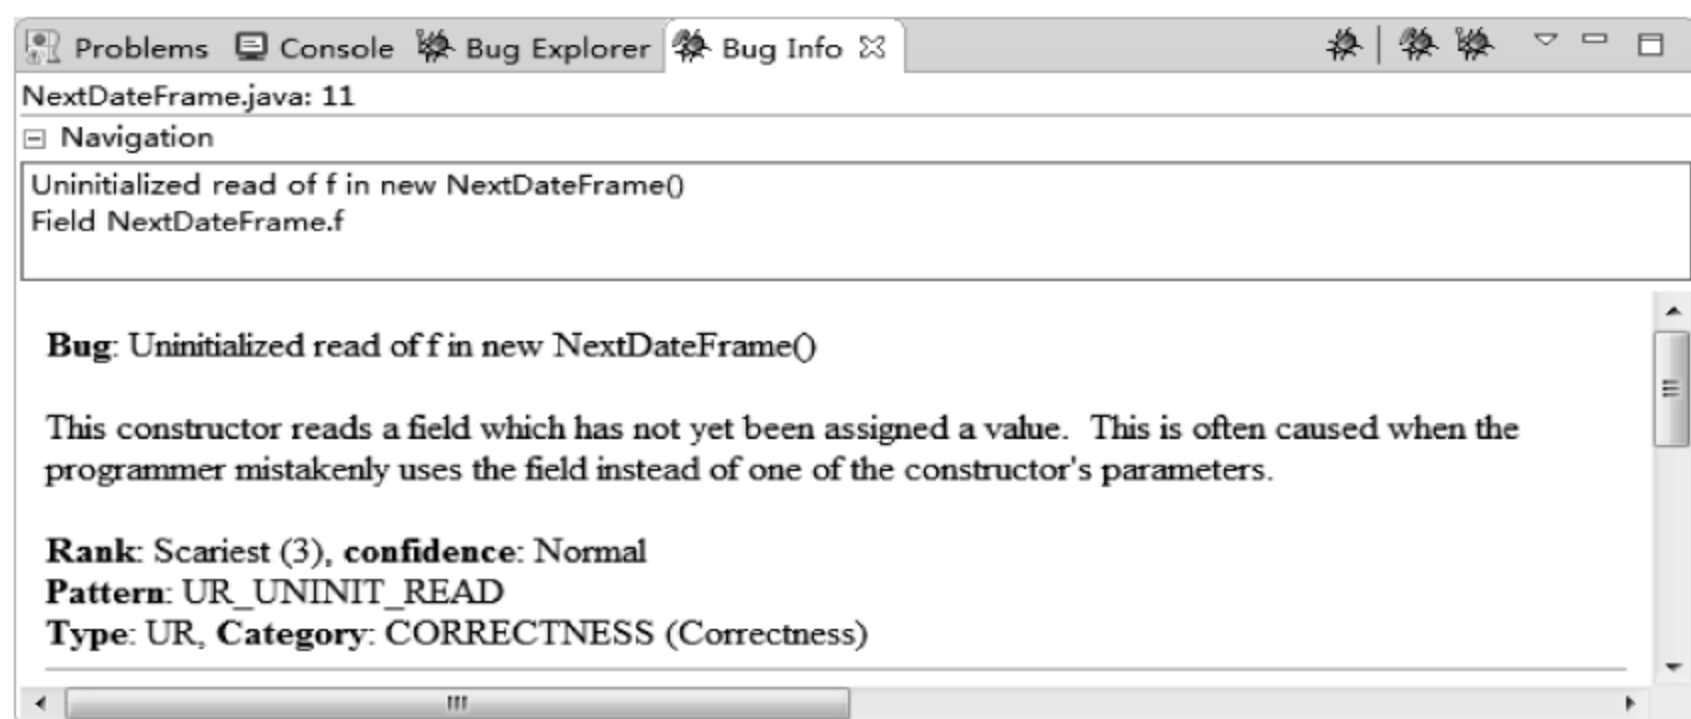 Problems Console Bug Explorer Bug Info
NextDateFrame.java: 11
Navigation
Uninitialized read of f in new NextDateFrame()
Field NextDateFrame.f
Bug: Uninitialized read of f in new NextDateFrame()
This constructor reads a field which has not yet been assigned a value. This is often caused when the
programmer mistakenly uses the field instead of one of the constructor's parameters.
Rank: Scariest (3), confidence: Normal
Pattern: UR_UNINIT_READ
Type: UR, Category: CORRECTNESS (Correctness)